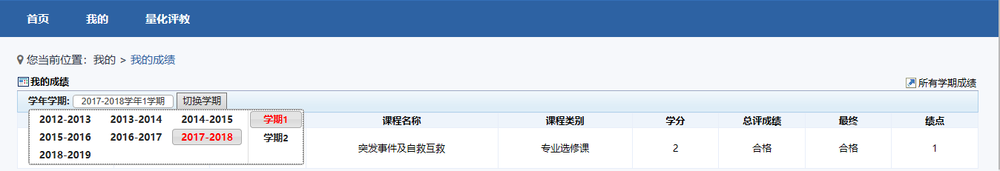 首页 我的 量化评教
您当前位置：我的 > 我的成绩
我的成绩 所有学期成绩
学年学期: 2017-2018学年1学期 切换学期
2012-2013 2013-2014 2014-2015 学期1
2015-2016 2016-2017 2017-2018 学期2
2018-2019
课程名称 课程类别 学分 总评成绩 最终 绩点
突发事件及自救互救 专业选修课 2 合格 合格 1